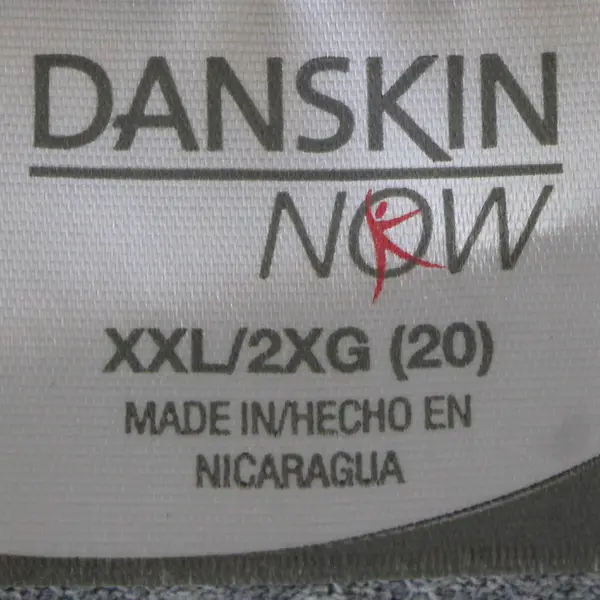 DANSKIN
NOW
XXL/2XG (20)
MADE IN/HECHO EN
NICARAGUA